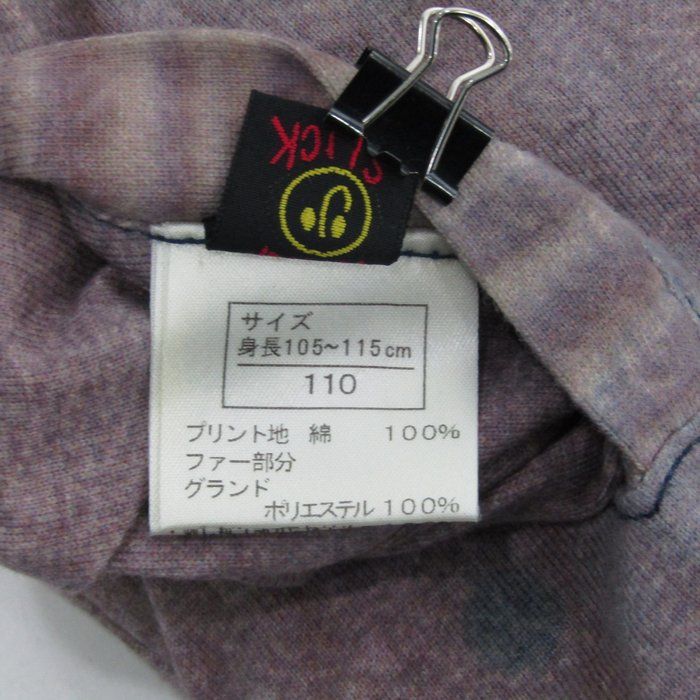 SLICK
サイズ
身長105~115cm
110
プリント地 綿 100%
ファー部分
グランド
ポリエステル 100%